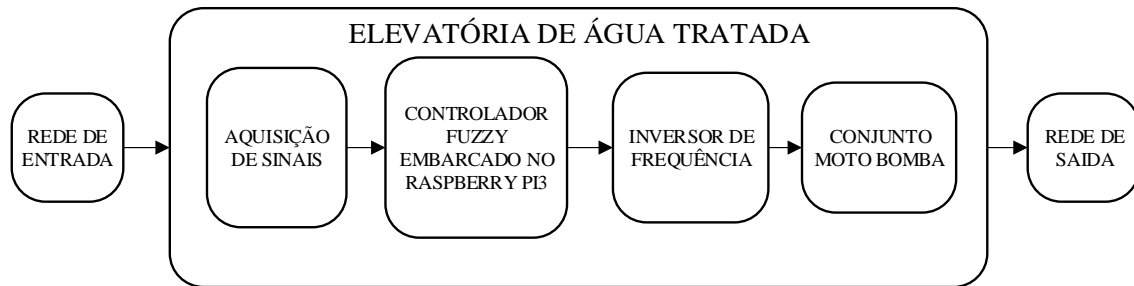 ELEVATÓRIA DE ÁGUA TRATADA
REDE DE
ENTRADA
AQUISIÇÃO
DE SINAIS
CONTROLADOR
FUZZY
EMBARCADO NO
RASPBERRY PI3
INVERSOR DE
FREQUÊNCIA
CONJUNTO
MOTO BOMBA
REDE DE
SAIDA